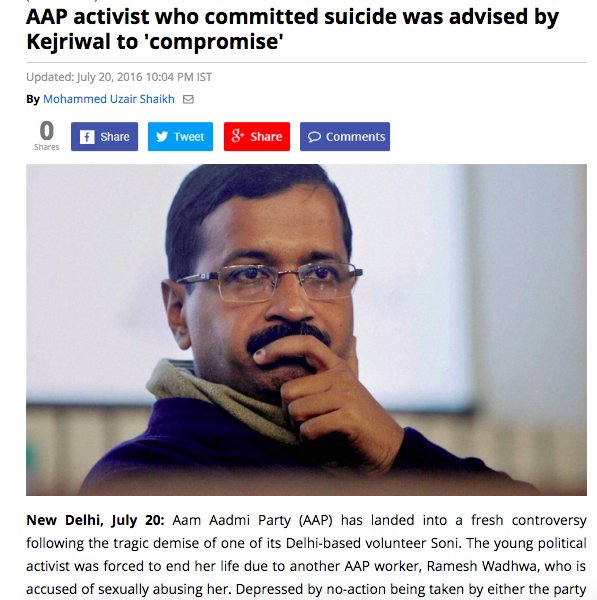 AAP activist who committed suicide was advised by
Kejriwal to 'compromise'
Updated: July 20, 2016 10:04 PM IST
By Mohammed Uzair Shaikh
0
Shares
f Share
Tweet
g+ Share
Comments
New Delhi, July 20: Aam Aadmi Party (AAP) has landed into a fresh controversy
following the tragic demise of one of its Delhi-based volunteer Soni. The young political
activist was forced to end her life due to another AAP worker, Ramesh Wadhwa, who is
accused of sexually abusing her. Depressed by no-action being taken by either the party